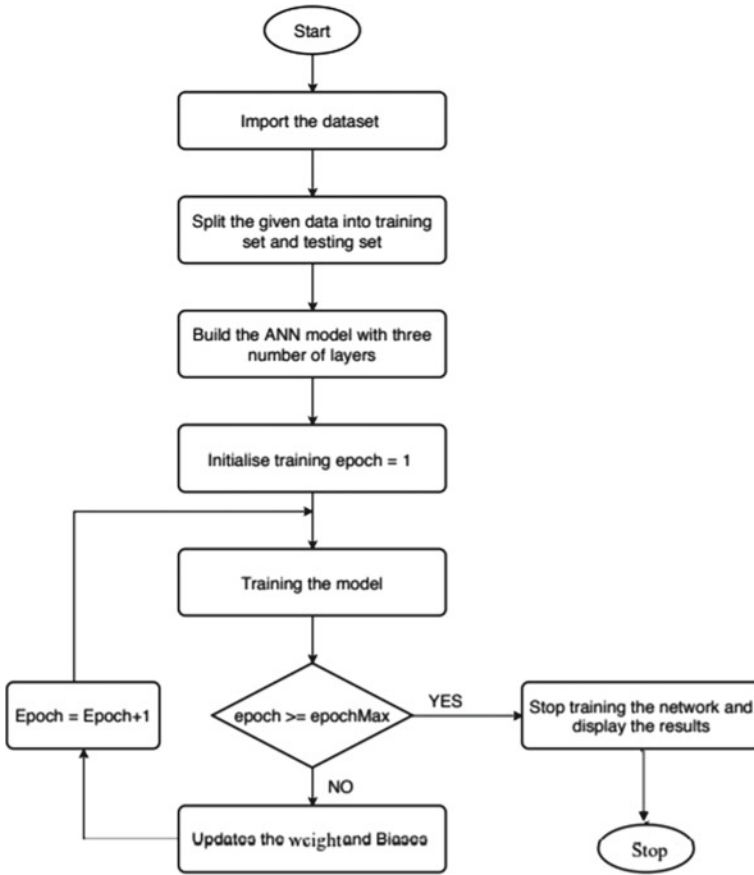 Start
Import the dataset
Split the given data into training
set and testing set
Build the ANN model with three
number of layers
Initialise training epoch = 1
Training the model
epoch >= epochMax
YES
Stop training the network and
display the results
Epoch = Epoch+1
NO
Updates the weight and Biases
Stop